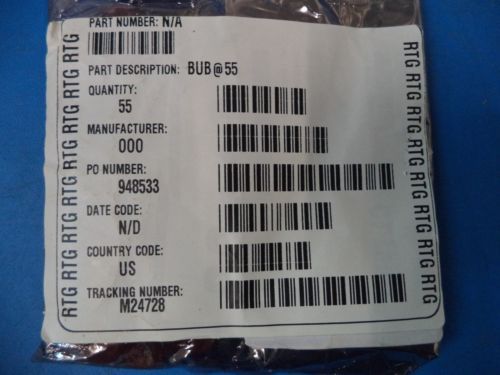 PART NUMBER: N/A
PART DESCRIPTION: BUB@55
QUANTITY:
55
MANUFACTURER:
000
PO NUMBER:
948533
DATE CODE:
N/D
COUNTRY CODE:
US
TRACKING NUMBER:
M24728
RTG RTG RTG RTG RTG RTG RTG RTG
RTG RTG RTG RTG RTG RTG RTG RTG